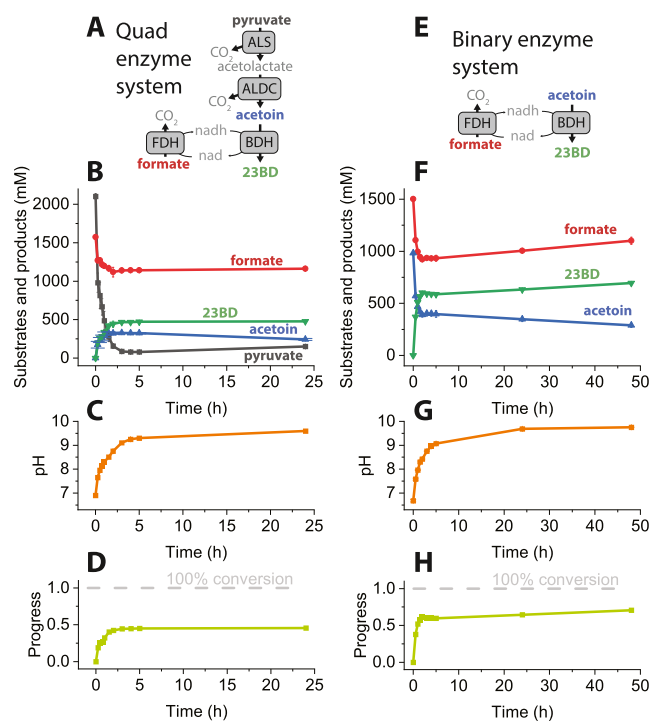 A
Quad
enzyme
system
pyruvate
CO2
ALS
acetolactate
CO2
ALDC
acetoin
CO2
nadh
FDH
BDH
nad
formate
23BD
B
Substrates and products (mM)
2000
1500
1000
500
0
formate
23BD
acetoin
pyruvate
0 5 10 15 20 25
Time (h)
C
pH
10
9
8
7
0 5 10 15 20 25
Time (h)
D
Progress
1.0
0.5
0.0
100% conversion
0 5 10 15 20 25
Time (h)
E
Binary enzyme
system
CO2
acetoin
nadh
FDH
BDH
nad
formate
23BD
F
Substrates and products (mM)
1500
1000
500
0
formate
23BD
acetoin
0 10 20 30 40 50
Time (h)
G
pH
10
9
8
7
0 10 20 30 40 50
Time (h)
H
Progress
1.0
0.5
0.0
100% conversion
0 10 20 30 40 50
Time (h)